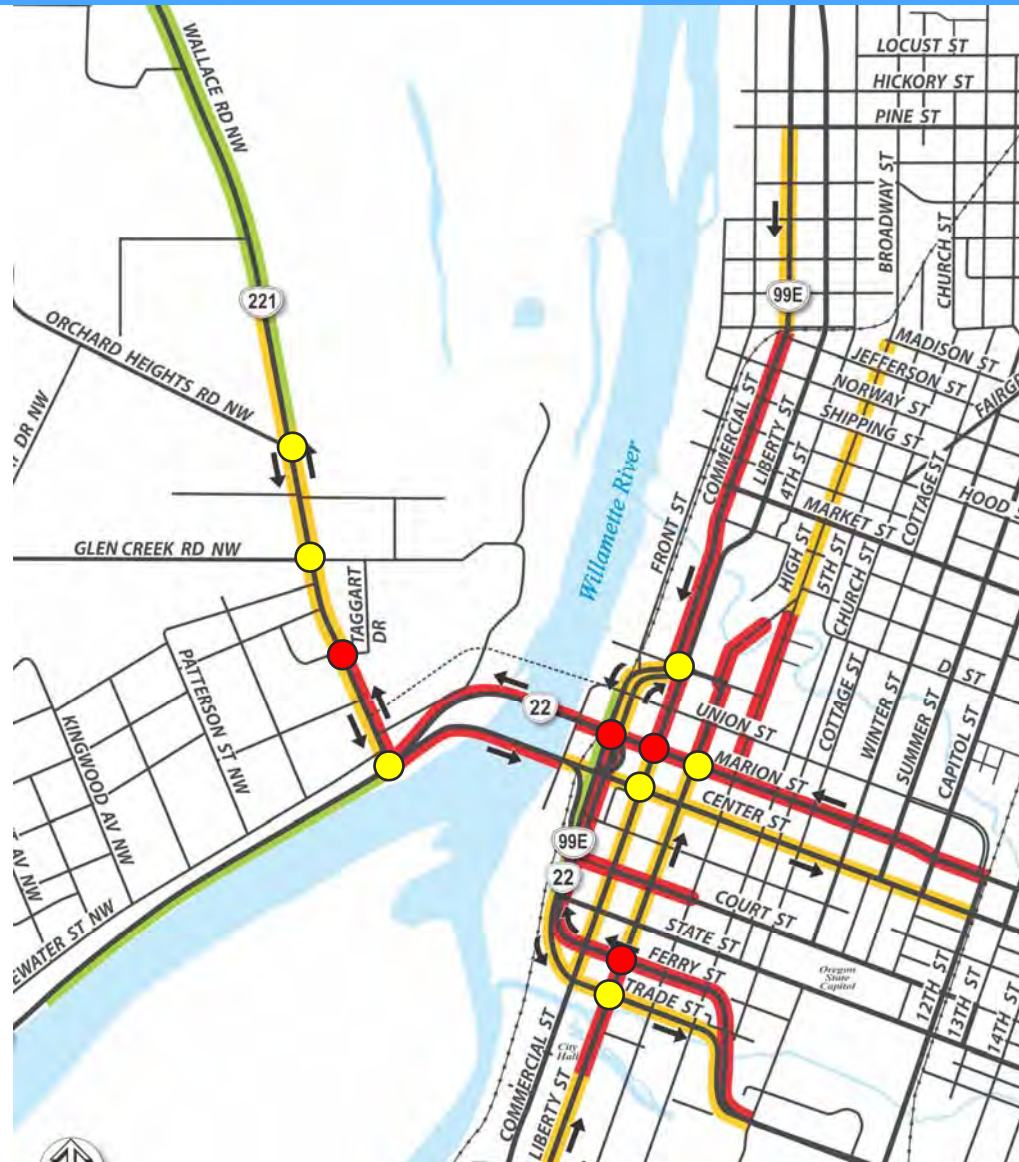 LOCUST ST
HICKORY ST
PINE ST
WALLACE RD NW
BROADWAY ST
CHURCH ST
221
99E
ORCHARD HEIGHTS RD NW
DR NW
MADISON ST
JEFFERSON ST
NORWAY ST
SHIPPING ST
COMMERCIAL ST
LIBERTY ST
4TH ST
COTTAGE ST
HOOD
MARKET ST
Willamette River
FRONT ST
GLEN CREEK RD NW
HIGH ST
5TH ST
CHURCH ST
TAGGART
DR
PATTERSON ST NW
KINGWOOD AV NW
AV NW
COTTAGE ST
WINTER ST
SUMMER ST
CAPITOL ST
D ST
UNION ST
22
MARION ST
CENTER ST
99E
22
COURT ST
STATE ST
FERRY ST
TRADE ST
Oregon
State
Capitol
12TH ST
13TH ST
14TH ST
EWATER ST NW
City
Hall
COMMERCIAL ST
LIBERTY ST